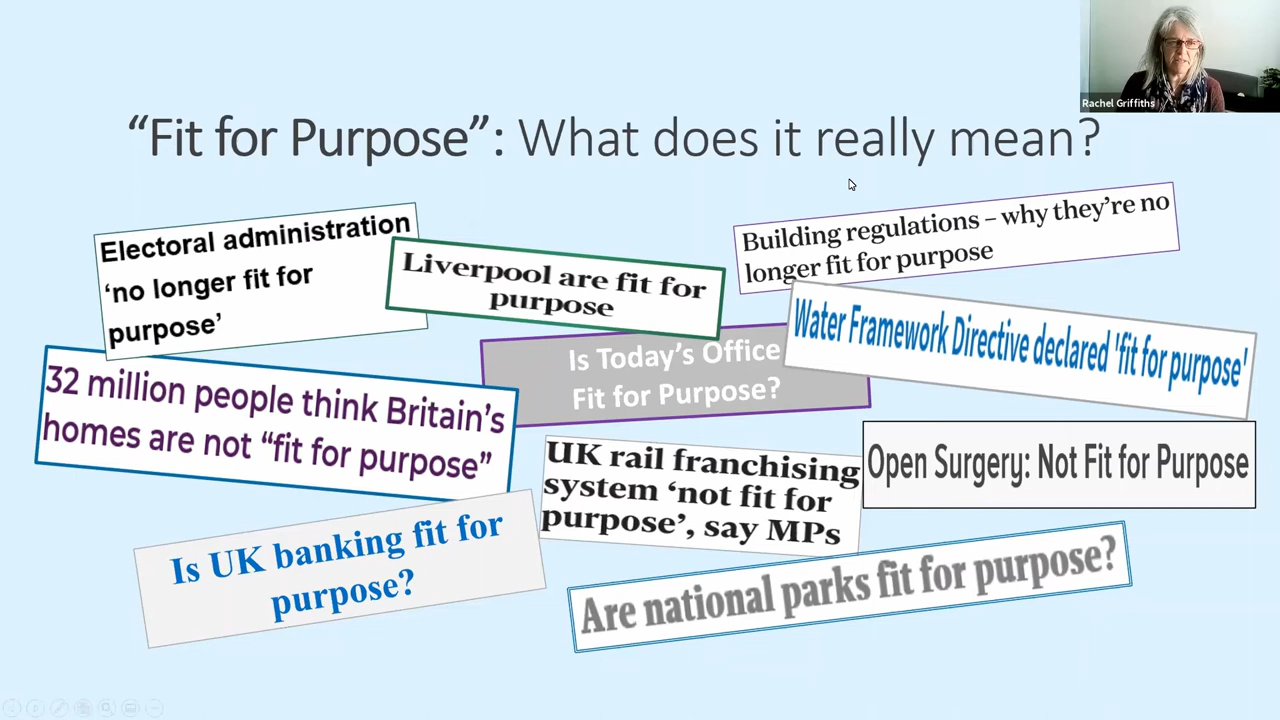 Rachel Griffiths
“Fit for Purpose”: What does it really mean?
Electoral administration
‘no longer fit for
purpose’
Liverpool are fit for
purpose
Building regulations – why they’re no
longer fit for purpose
Water Framework Directive declared 'fit for purpose'
Is Today’s Office
Fit for Purpose?
32 million people think Britain’s
homes are not “fit for purpose”
UK rail franchising
system ‘not fit for
purpose’, say MPs
Open Surgery: Not Fit for Purpose
Is UK banking fit for
purpose?
Are national parks fit for purpose?